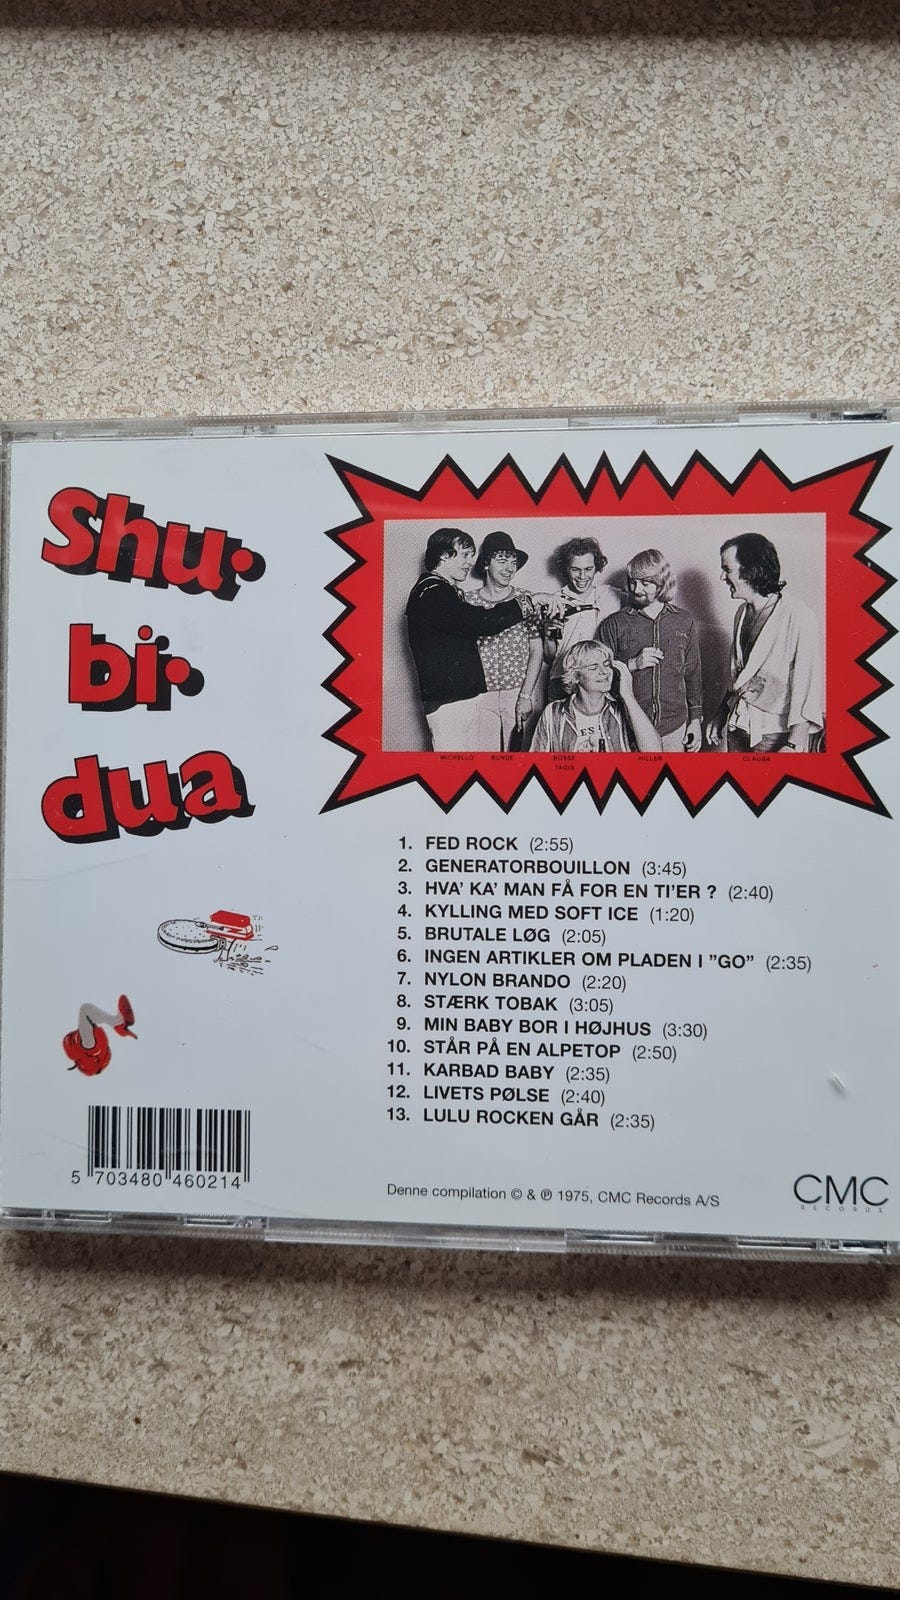 Shu·
bi·
dua
MICHELLO BUNDE BOSSE NILLER CLAUSA
1. FED ROCK (2:55)
2. GENERATORBOUILLON (3:45)
3. HVA' KA' MAN FÅ FOR EN TI'ER ? (2:40)
4. KYLLING MED SOFT ICE (1:20)
5. BRUTALE LØG (2:05)
6. INGEN ARTIKLER OM PLADEN I "GO" (2:35)
7. NYLON BRANDO (2:20)
8. STÆRK TOBAK (3:05)
9. MIN BABY BOR I HØJHUS (3:30)
10. STÅR PÅ EN ALPETOP (2:50)
11. KARBAD BABY (2:35)
12. LIVETS PØLSE (2:40)
13. LULU ROCKEN GÅR (2:35)
5 703480 460214
Denne compilation © & ℗ 1975, CMC Records A/S
CMC
RECORDS